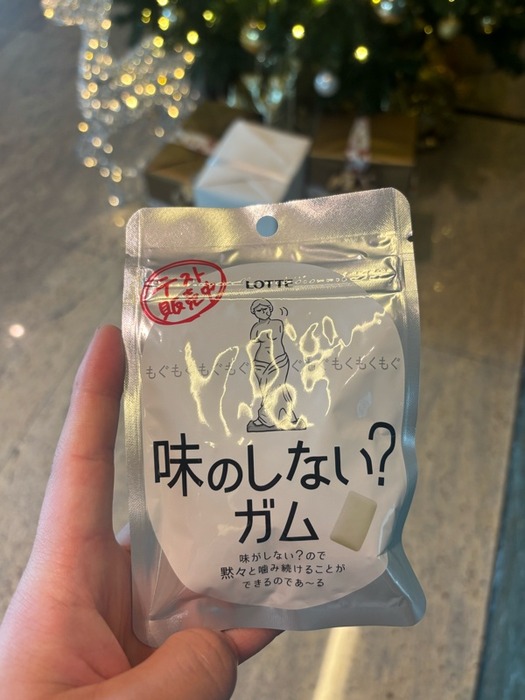 テスト
販売中!
LOTTE
もぐもぐもぐもぐ
ぐもくもくもぐ
味のしない?
ガム
味がしない?ので
黙々と噛み続けることが
できるのであ〜る